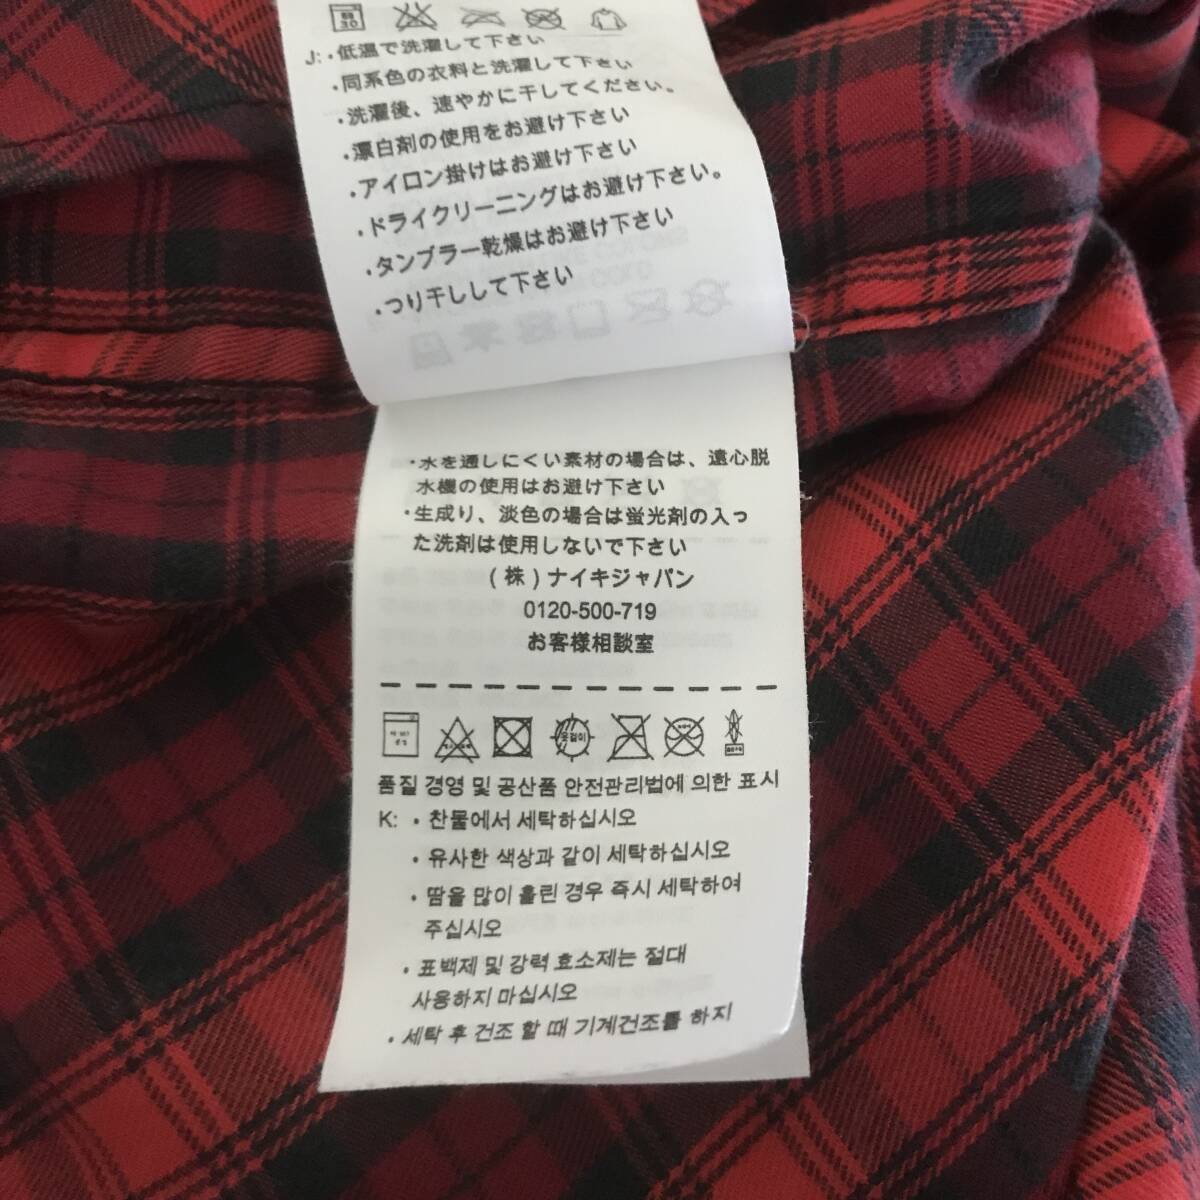 J: ・低温で洗濯して下さい
・同系色の衣料と洗濯して下さい
・洗濯後、速やかに干してください。
・漂白剤の使用をお避け下さい
・アイロン掛けはお避け下さい
・ドライクリーニングはお避け下さい。
・タンブラー乾燥はお避け下さい
・つり干しして下さい
・水を通しにくい素材の場合は、遠心脱
水機の使用はお避け下さい
・生成り、淡色の場合は蛍光剤の入っ
た洗剤は使用しないで下さい
(株)ナイキジャパン
0120-500-719
お客様相談室
옷걸이
품질 경영 및 공산품 안전관리법에 의한 표시
K: • 찬물에서 세탁하십시오
• 유사한 색상과 같이 세탁하십시오
• 땀을 많이 흘린 경우 즉시 세탁하여
주십시오
• 표백제 및 강력 효소제는 절대
사용하지 마십시오
• 세탁 후 건조 할 때 기계건조를 하지